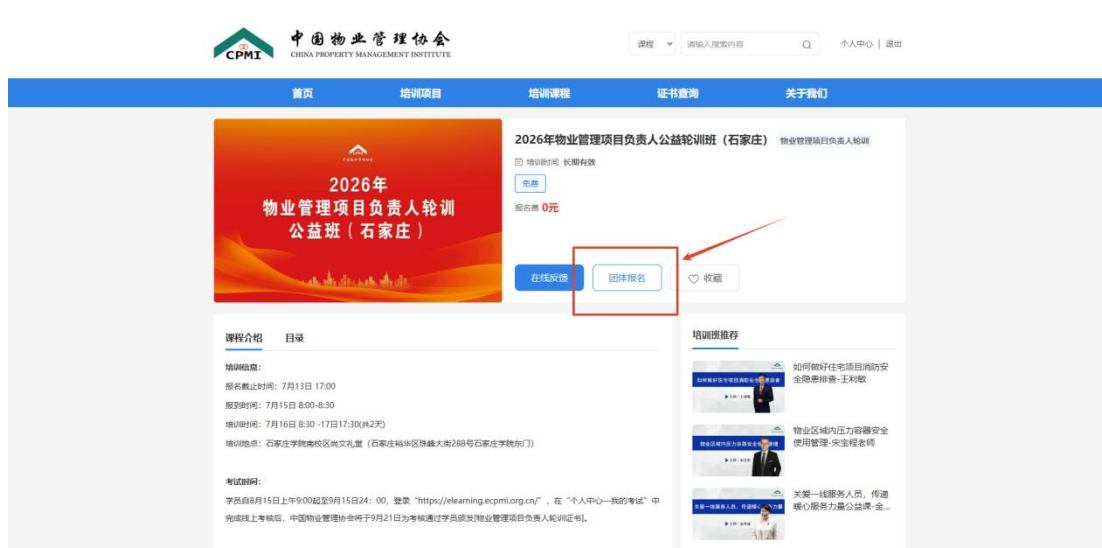 CPMI
中国物业管理协会
CHINA PROPERTY MANAGEMENT INSTITUTE
课程
请输入搜索内容
个人中心 | 退出
首页 培训项目 培训课程 证书查询 关于我们
2026年
物业管理项目负责人轮训
公益班（石家庄）
2026年物业管理项目负责人公益轮训班（石家庄） 物业管理项目负责人轮训
培训时间 长期有效
免费
报名费 0元
在线反馈 团体报名 收藏
课程介绍 目录
培训信息：
报名截止时间：7月13日 17:00
报到时间：7月15日 8:00-8:30
培训时间：7月16日 8:30 -17日17:30(共2天)
培训地点：石家庄学院南校区尚文礼堂（石家庄裕华区珠峰大街288号石家庄学院东门）
考试时间：
学员自8月15日上午9:00起至9月15日24：00，登录“https://elearning.ecpmi.org.cn/”，在“个人中心—我的考试”中
完成线上考核后，中国物业管理协会将于9月21日为考核通过学员颁发[物业管理项目负责人轮训证书]。
培训班推荐
如何做好住宅项目消防安
全隐患排查-王利敏
物业区域内压力容器安全
使用管理-宋宝程老师
关爱一线服务人员，传递
暖心服务力量公益课-金...